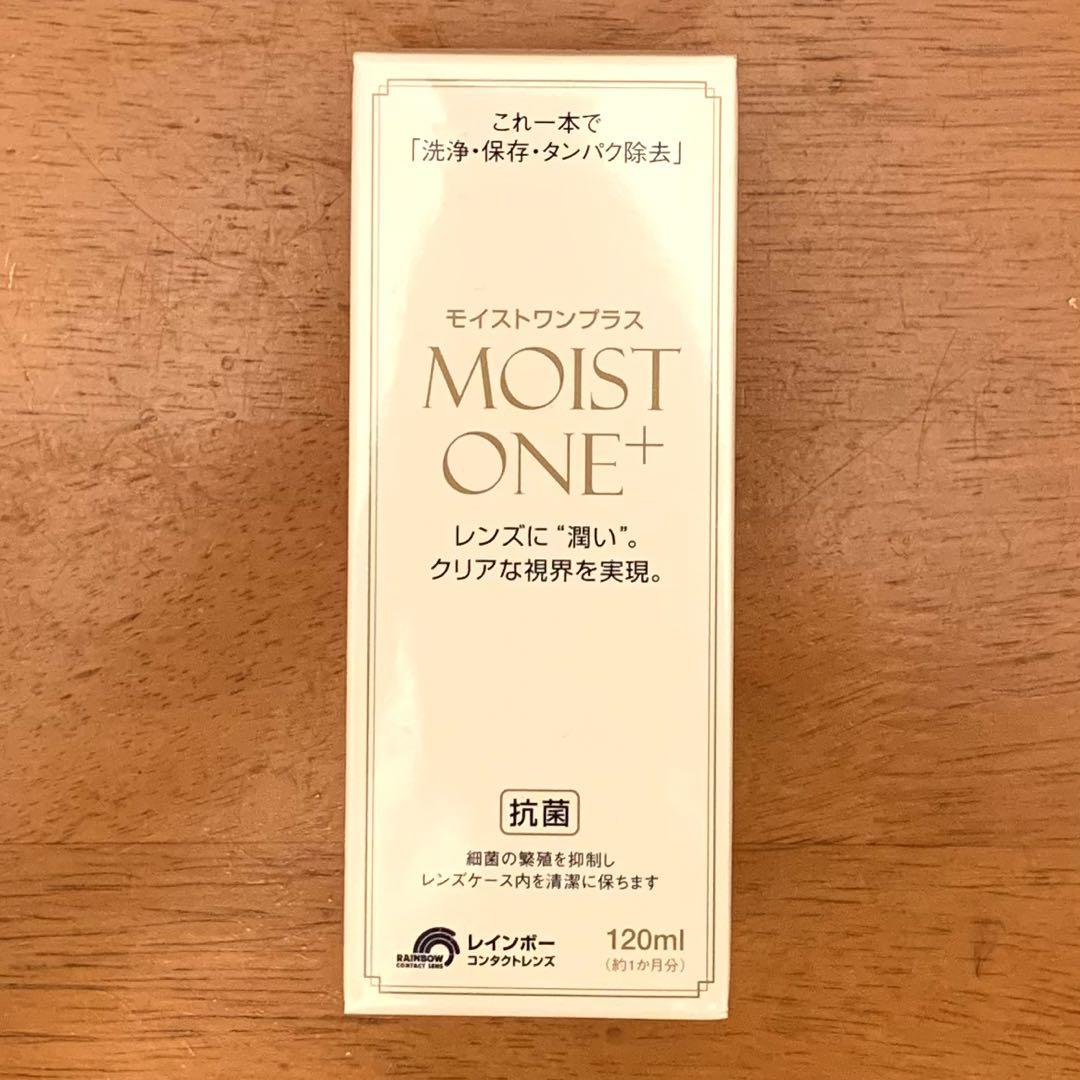 これ一本で
「洗浄・保存・タンパク除去」
モイストワンプラス
MOIST
ONE+
レンズに“潤い”。
クリアな視界を実現。
抗菌
細菌の繁殖を抑制し
レンズケース内を清潔に保ちます
RAINBOW
CONTACT LENS
レインボー
コンタクトレンズ
120ml
(約1か月分)